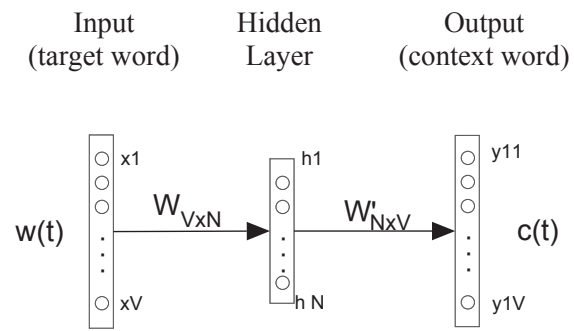 Input
(target word)
Hidden
Layer
Output
(context word)
x1
h1
y11
W VxN
W' NxV
w(t)
c(t)
xV
h N
y1V